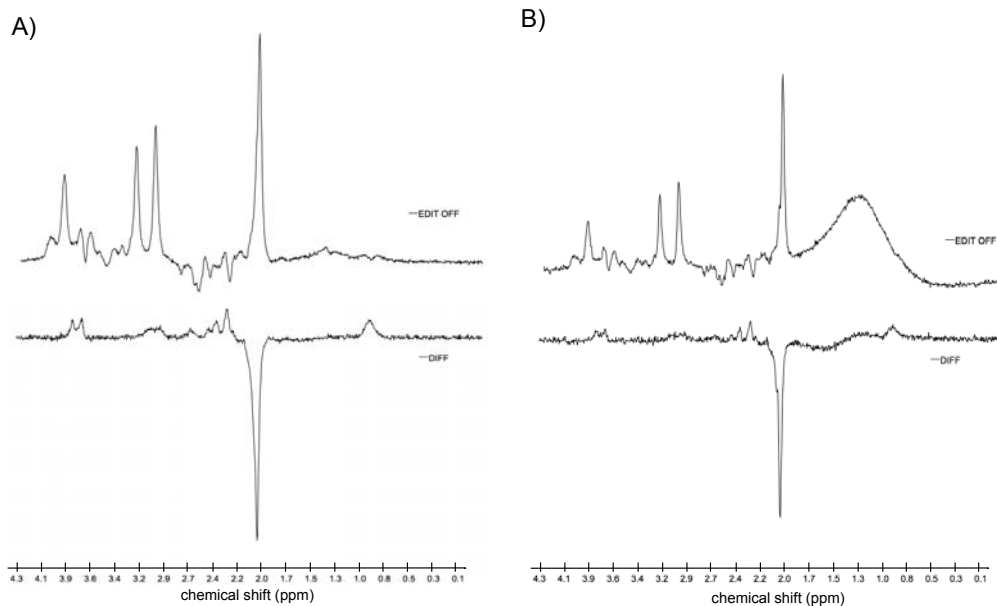 A)
EDIT OFF
DIFF
4.3 4.1 3.9 3.6 3.4 3.2 2.9 2.7 2.4 2.2 2.0 1.7 1.5 1.3 1.0 0.8 0.5 0.3 0.1
chemical shift (ppm)
B)
EDIT OFF
DIFF
4.3 4.1 3.9 3.6 3.4 3.2 2.9 2.7 2.4 2.2 2.0 1.7 1.5 1.3 1.0 0.8 0.5 0.3 0.1
chemical shift (ppm)